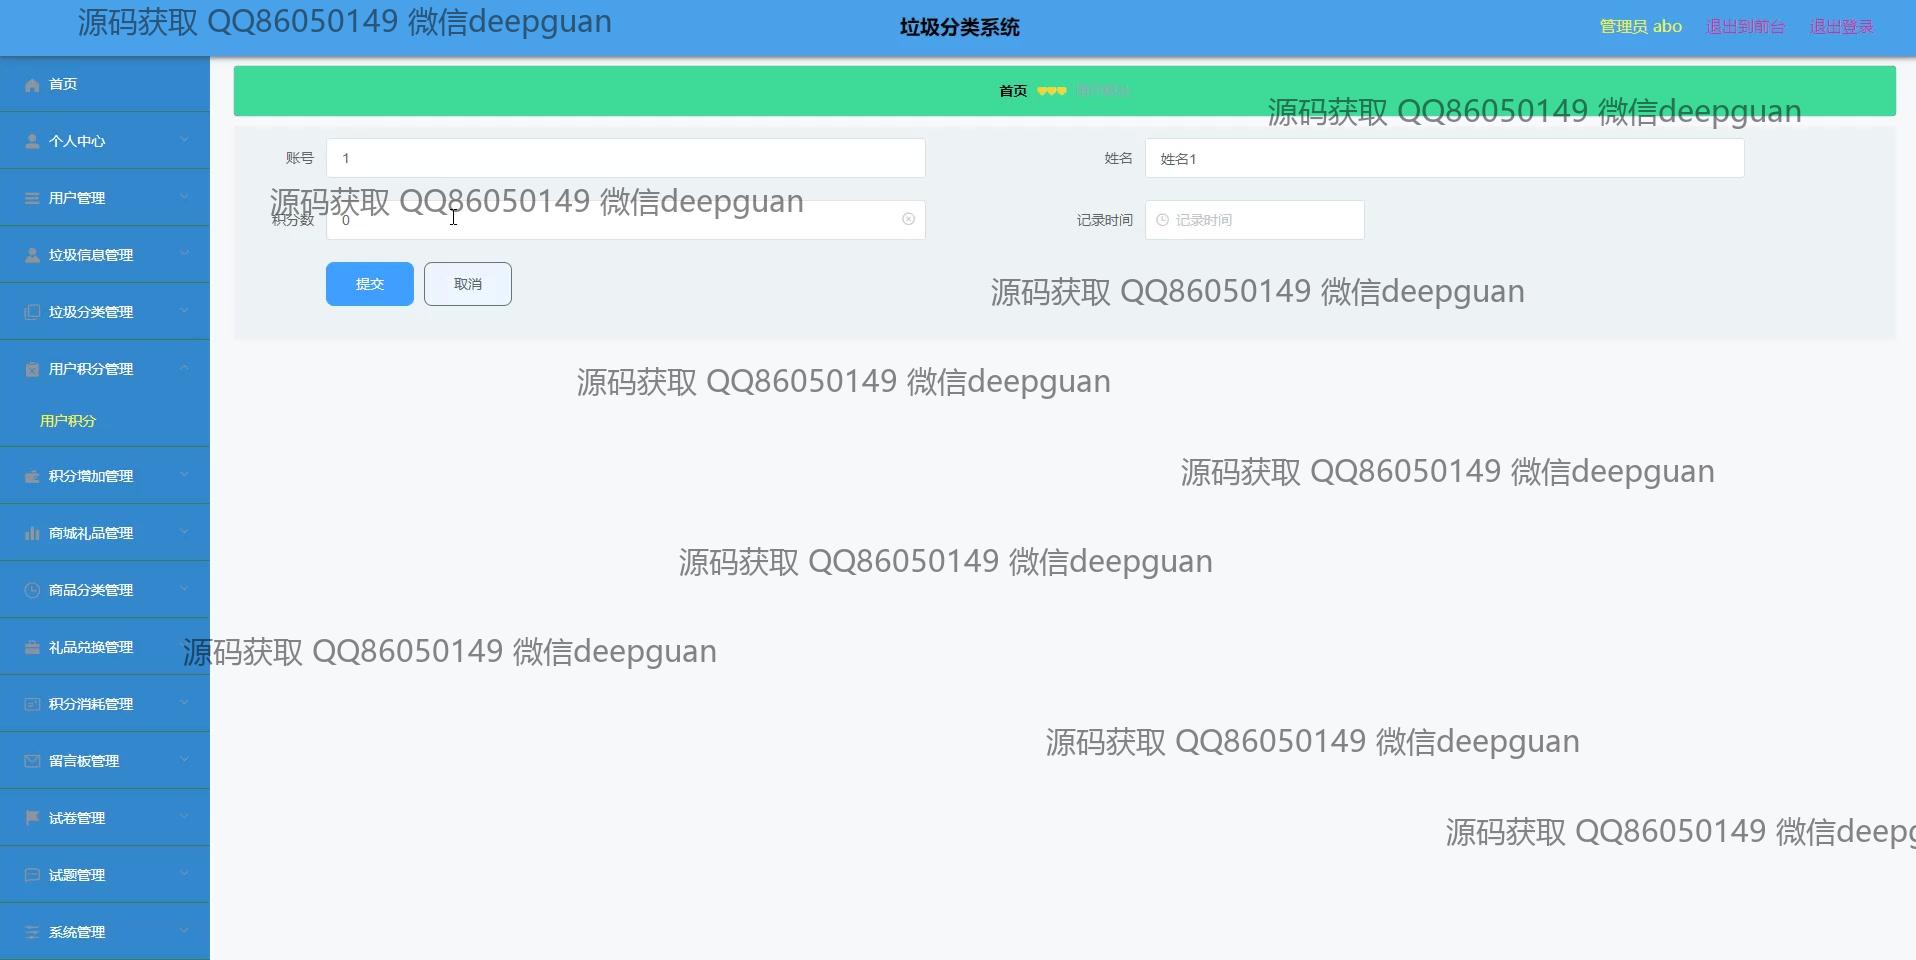 源码获取 QQ86050149 微信deepguan
垃圾分类系统
管理员 abo
退出到前台
退出登录
首页
个人中心
用户管理
垃圾信息管理
垃圾分类管理
用户积分管理
用户积分
积分增加管理
商城礼品管理
商品分类管理
礼品兑换管理
积分消耗管理
留言板管理
试卷管理
试题管理
系统管理
首页
源码获取 QQ86050149 微信deepguan
账号 1
姓名 姓名1
源码获取 QQ86050149 微信deepguan
积分数 0
记录时间 记录时间
提交
取消
源码获取 QQ86050149 微信deepguan
源码获取 QQ86050149 微信deepguan
源码获取 QQ86050149 微信deepguan
源码获取 QQ86050149 微信deepguan
源码获取 QQ86050149 微信deepguan
源码获取 QQ86050149 微信deepguan
源码获取 QQ86050149 微信deep